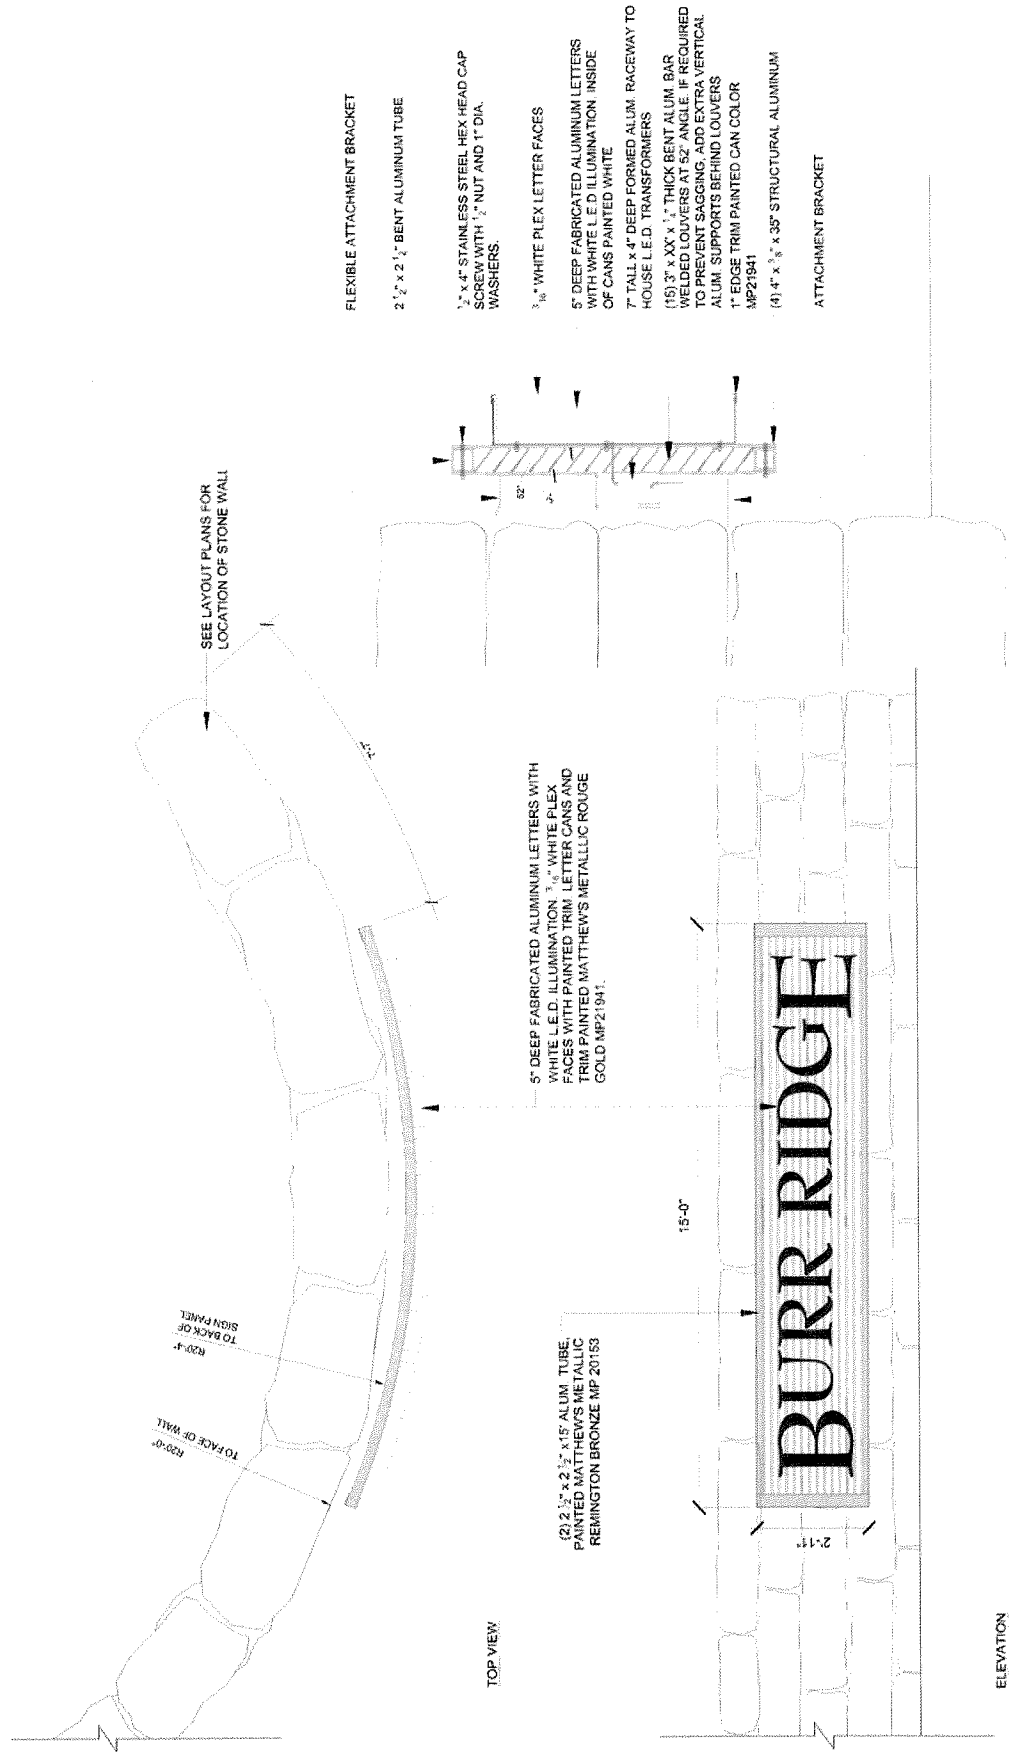 SEE LAYOUT PLANS FOR
LOCATION OF STONE WALL
R20'-0"
TO FACE OF WALL
R20'-4"
TO BACK OF
SIGN PANEL
TOP VIEW
5" DEEP FABRICATED ALUMINUM LETTERS WITH
WHITE L.E.D. ILLUMINATION. 3/16" WHITE PLEX
FACES WITH PAINTED TRIM. LETTER CANS AND
TRIM PAINTED MATTHEW'S METALLLIC ROUGE
GOLD MP21941.
(2) 2 1/2" x 2 1/2" x 15' ALUM. TUBE,
PAINTED MATTHEW'S METALLIC
REMINGTON BRONZE MP 20153
15'-0"
2'-11"
BURR RIDGE
ELEVATION
FLEXIBLE ATTACHMENT BRACKET
2 1/2" x 2 1/2" BENT ALUMINUM TUBE
1/2" x 4" STAINLESS STEEL HEX HEAD CAP
SCREW WITH 1/2" NUT AND 1" DIA.
WASHERS.
3/16" WHITE PLEX LETTER FACES
5" DEEP FABRICATED ALUMINUM LETTERS
WITH WHITE L.E.D ILLUMINATION. INSIDE
OF CANS PAINTED WHITE
7" TALL x 4" DEEP FORMED ALUM. RACEWAY TO
HOUSE L.E.D. TRANSFORMERS
(15) 3" x XX' x 1/4" THICK BENT ALUM. BAR
WELDED LOUVERS AT 52° ANGLE. IF REQUIRED
TO PREVENT SAGGING, ADD EXTRA VERTICAL
ALUM. SUPPORTS BEHIND LOUVERS
1" EDGE TRIM PAINTED CAN COLOR
MP21941
(4) 4" x 3/8" x 35" STRUCTURAL ALUMINUM
ATTACHMENT BRACKET
52°